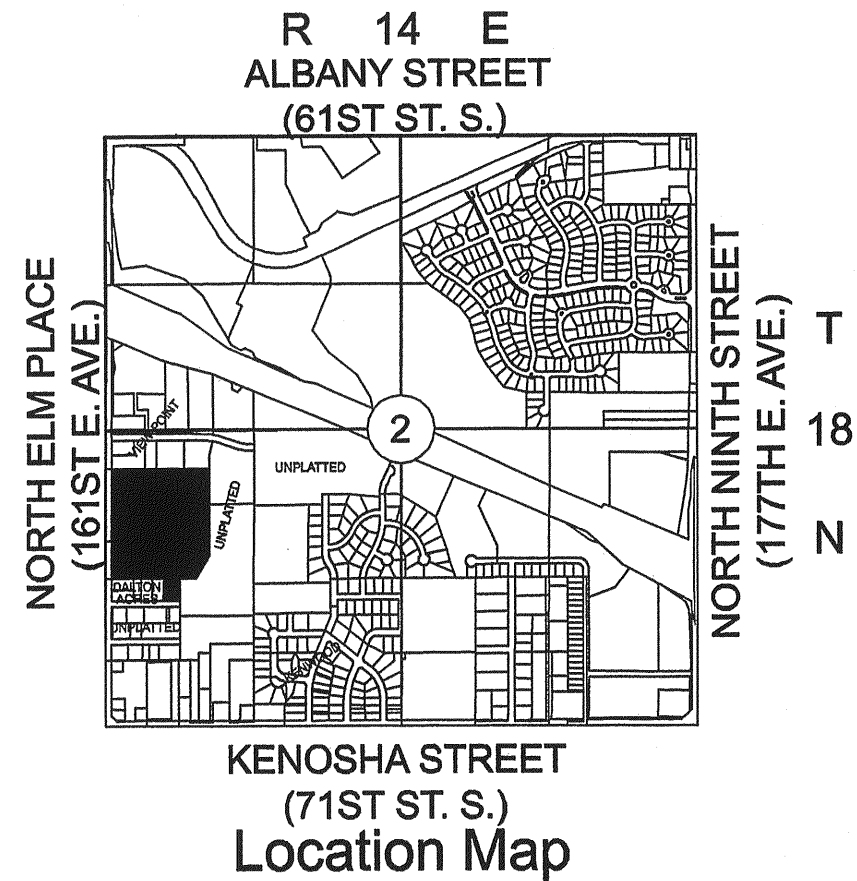 R 14 E
ALBANY STREET
(61ST ST. S.)
NORTH ELM PLACE
(161ST E. AVE.)
NORTH NINTH STREET
(177TH E. AVE.)
T
18
N
2
VIEWPOINT
UNPLATTED
UNPLATTED
DALTON
ACRES
UNPLATTED
KENOSHA STREET
(71ST ST. S.)
Location Map